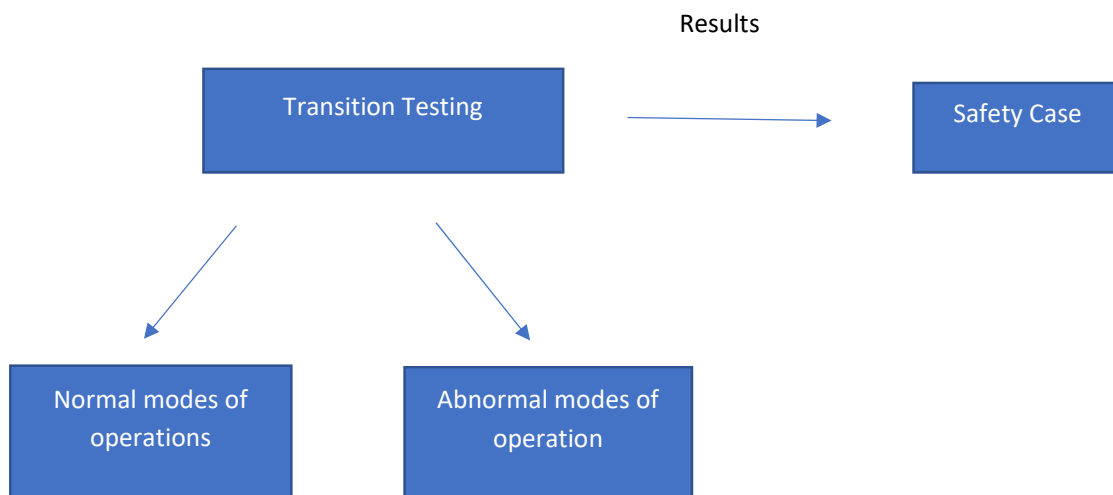 Results
Transition Testing
Safety Case
Normal modes of
operations
Abnormal modes of
operation